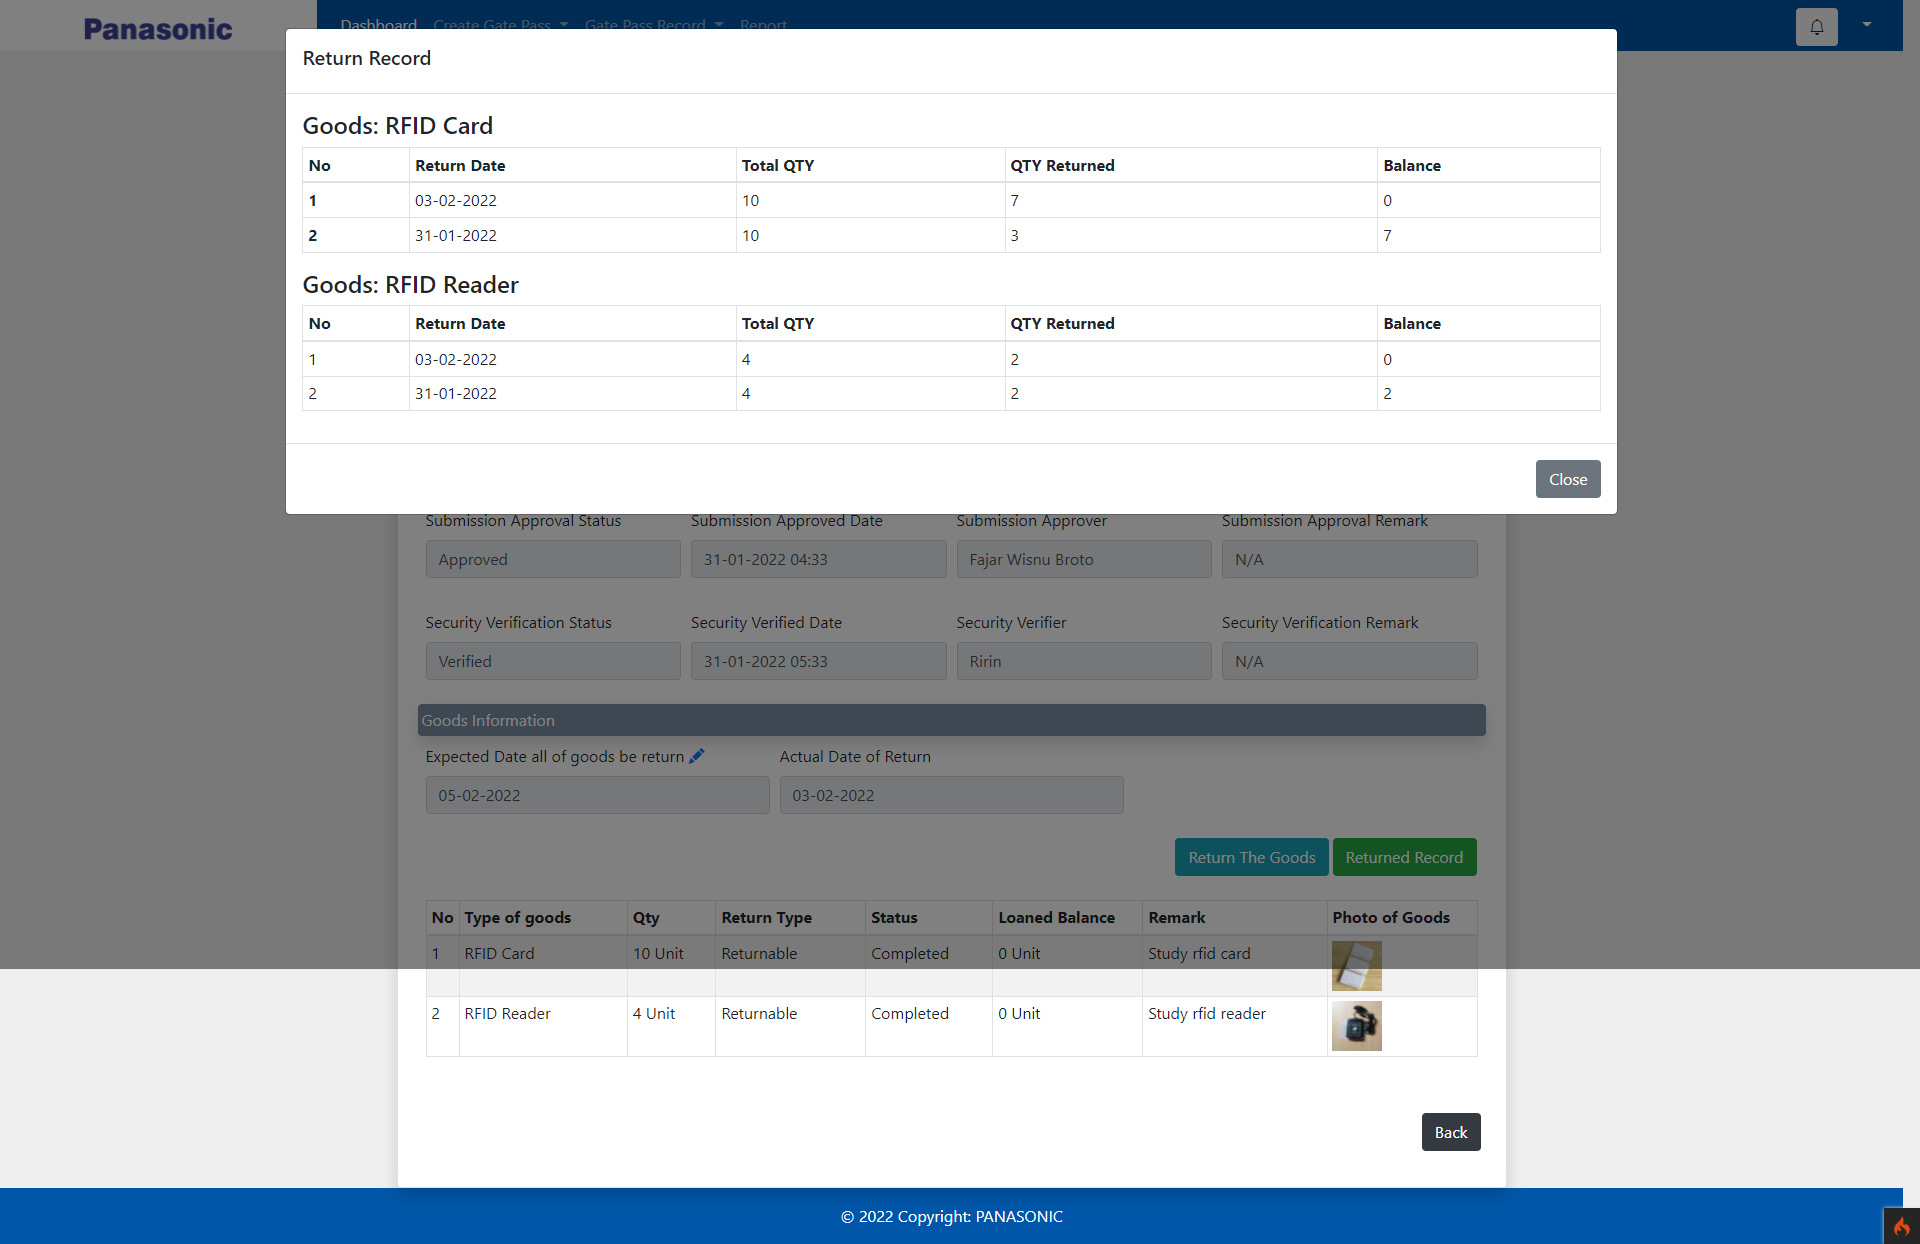 Panasonic
Dashboard Create Gate Pass Gate Pass Record Report
Return Record
Goods: RFID Card
No Return Date Total QTY QTY Returned Balance
1 03-02-2022 10 7 0
2 31-01-2022 10 3 7
Goods: RFID Reader
No Return Date Total QTY QTY Returned Balance
1 03-02-2022 4 2 0
2 31-01-2022 4 2 2
Close
Submission Approval Status Submission Approved Date Submission Approver Submission Approval Remark
Approved 31-01-2022 04:33 Fajar Wisnu Broto N/A
Security Verification Status Security Verified Date Security Verifier Security Verification Remark
Verified 31-01-2022 05:33 Ririn N/A
Goods Information
Expected Date all of goods be return Actual Date of Return
05-02-2022 03-02-2022
Return The Goods Returned Record
No Type of goods Qty Return Type Status Loaned Balance Remark Photo of Goods
1 RFID Card 10 Unit Returnable Completed 0 Unit Study rfid card
2 RFID Reader 4 Unit Returnable Completed 0 Unit Study rfid reader
Back
© 2022 Copyright: PANASONIC